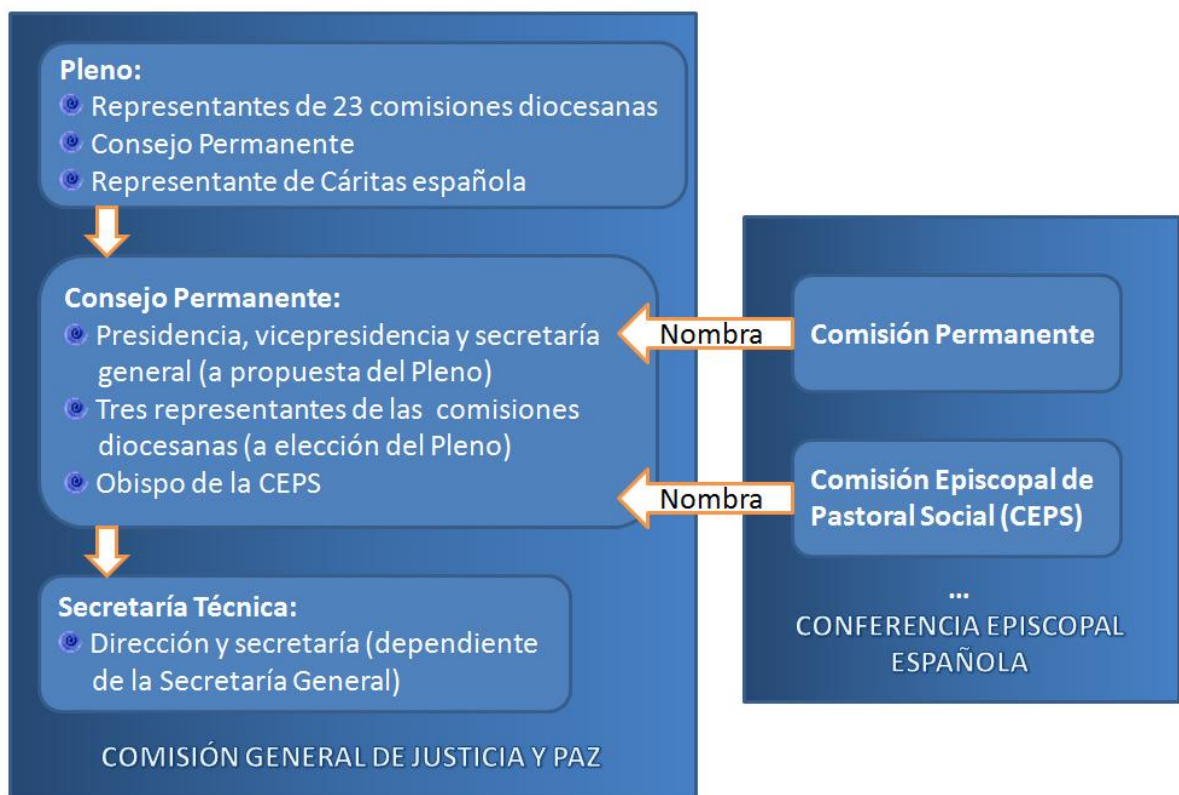 Pleno:
Representantes de 23 comisiones diocesanas
Consejo Permanente
Representante de Cáritas española
Consejo Permanente:
Presidencia, vicepresidencia y secretaría
general (a propuesta del Pleno)
Tres representantes de las comisiones
diocesanas (a elección del Pleno)
Obispo de la CEPS
Secretaría Técnica:
Dirección y secretaría (dependiente
de la Secretaría General)
COMISIÓN GENERAL DE JUSTICIA Y PAZ
Nombra
Comisión Permanente
Nombra
Comisión Episcopal de
Pastoral Social (CEPS)
...
CONFERENCIA EPISCOPAL
ESPAÑOLA